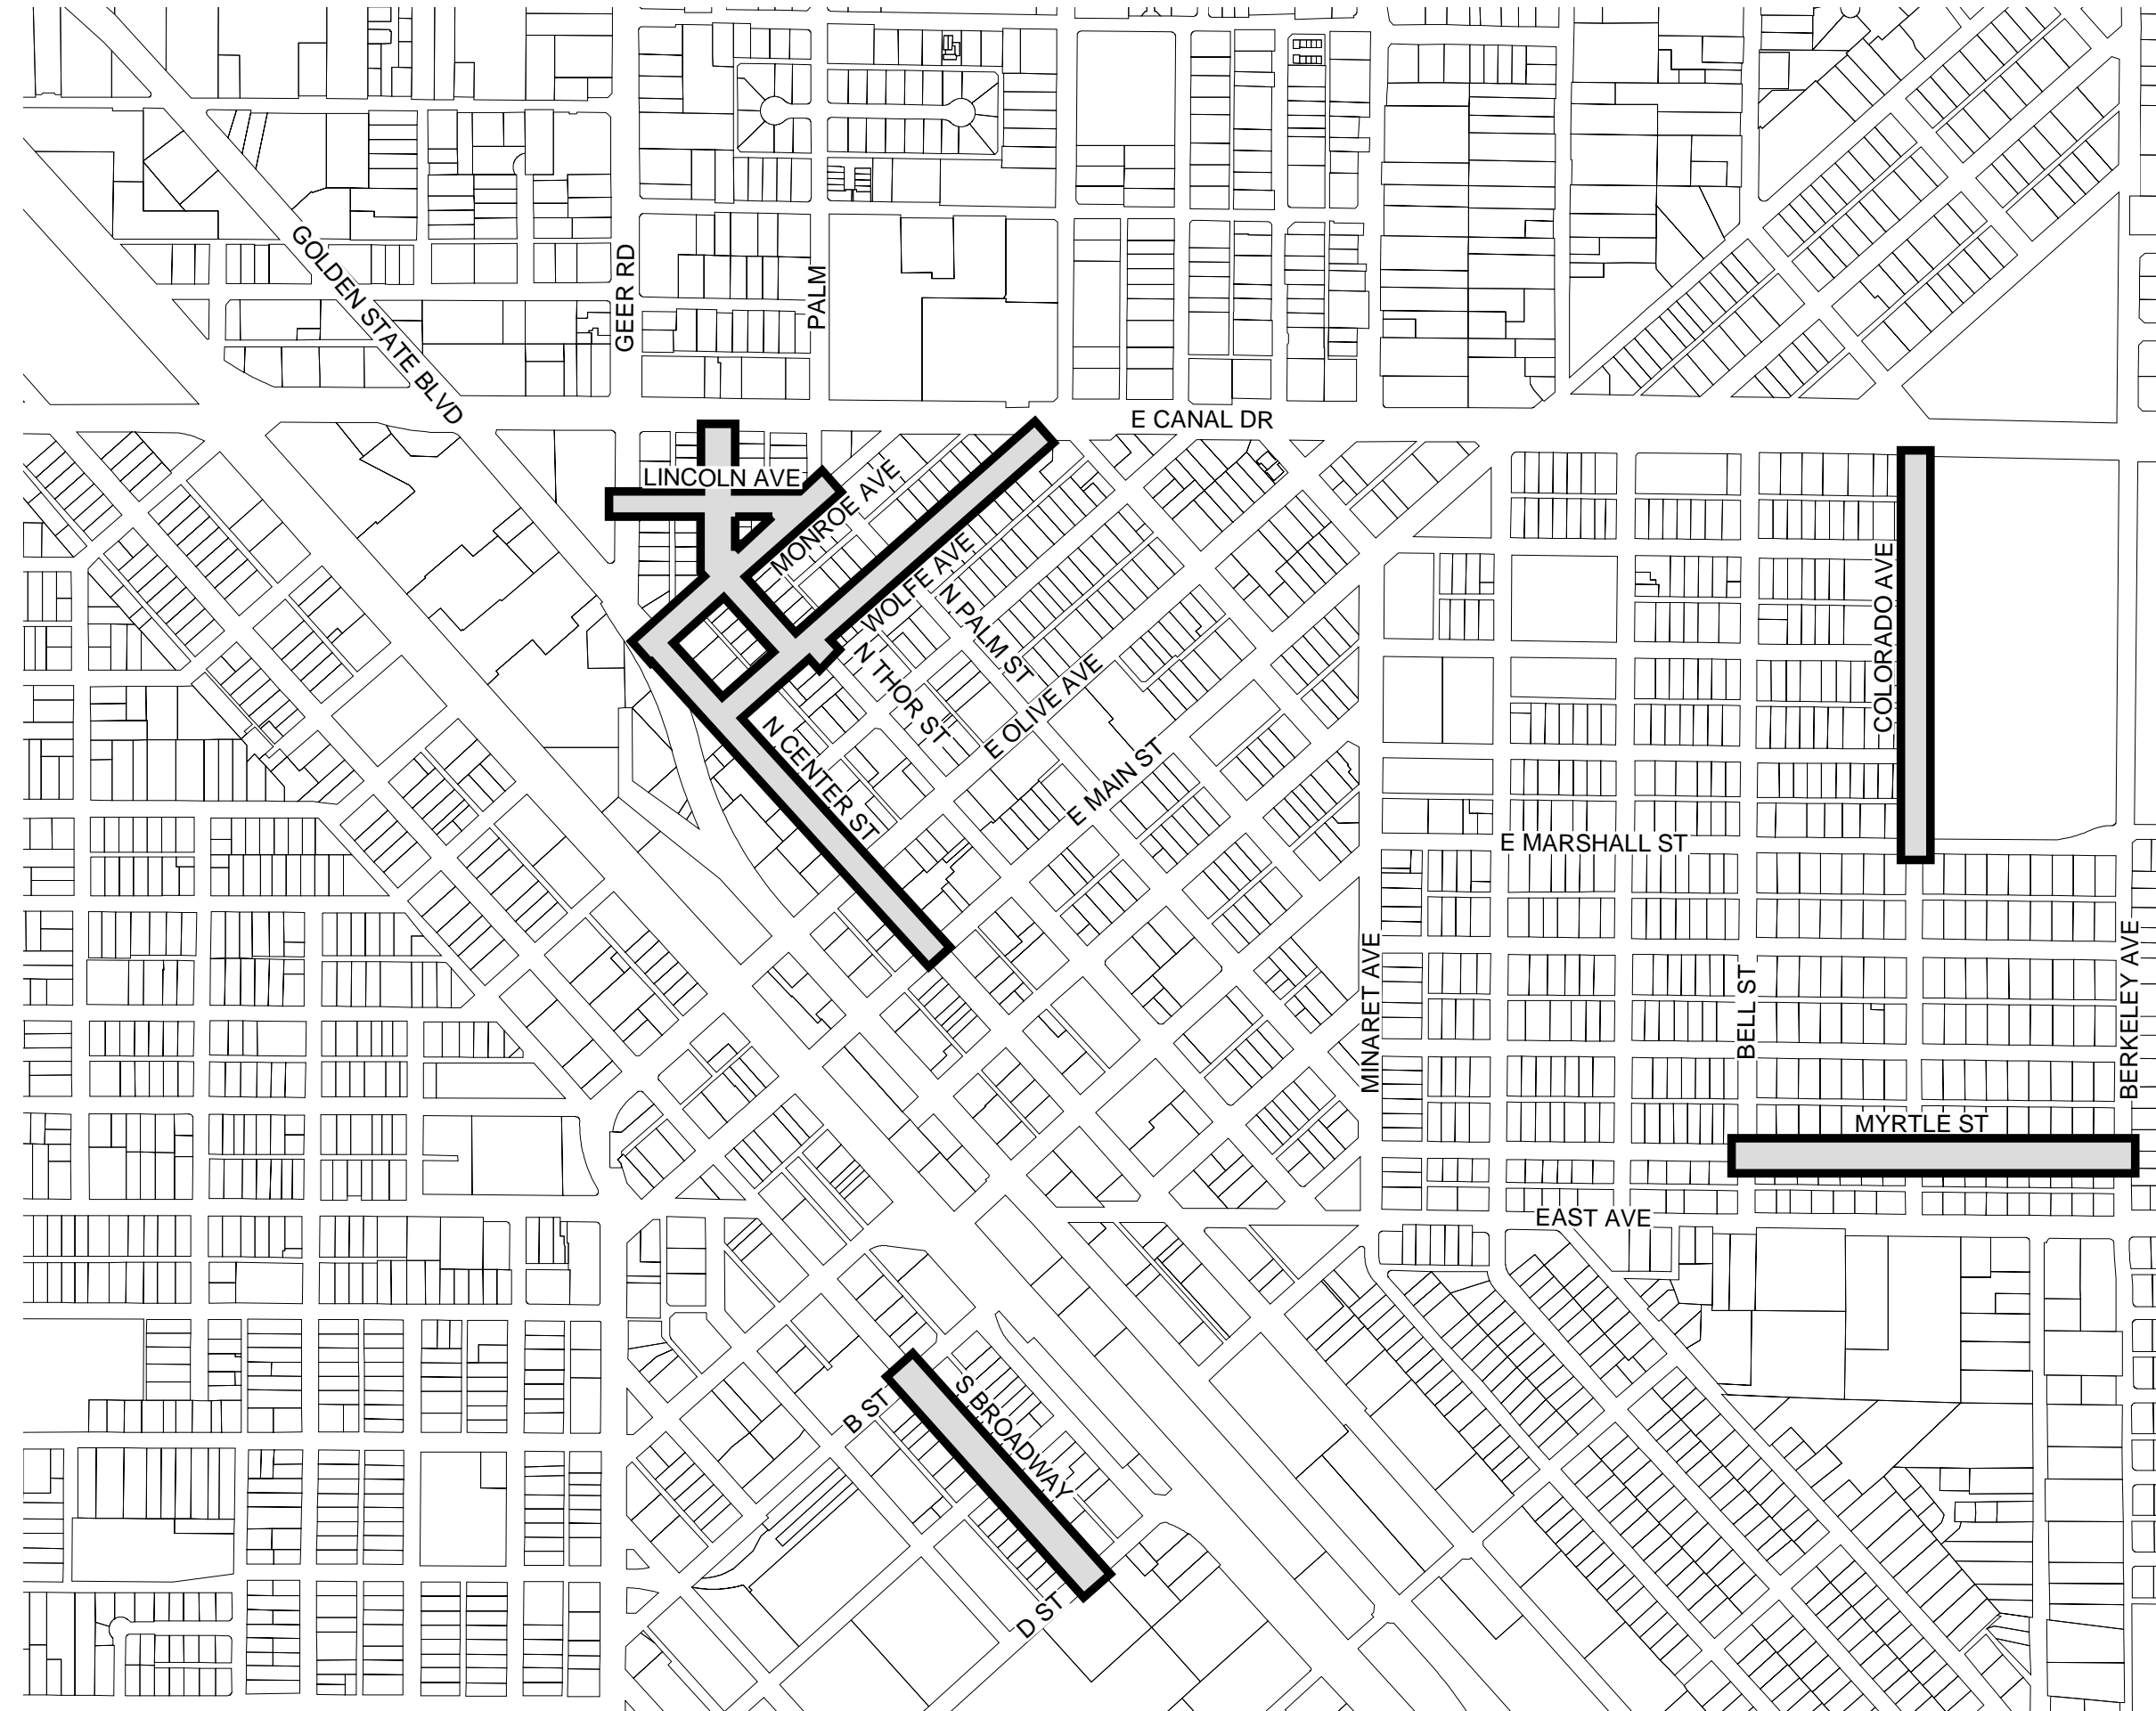 GOLDEN STATE BLVD
GEER RD
PALM
E CANAL DR
LINCOLN AVE
MONROE AVE
WOLFE AVE
N PALM ST
N THOR ST
E OLIVE AVE
N CENTER ST
E MAIN ST
COLORADO AVE
E MARSHALL ST
MINARET AVE
BELL ST
BERKELEY AVE
MYRTLE ST
EAST AVE
B ST
S BROADWAY
D ST